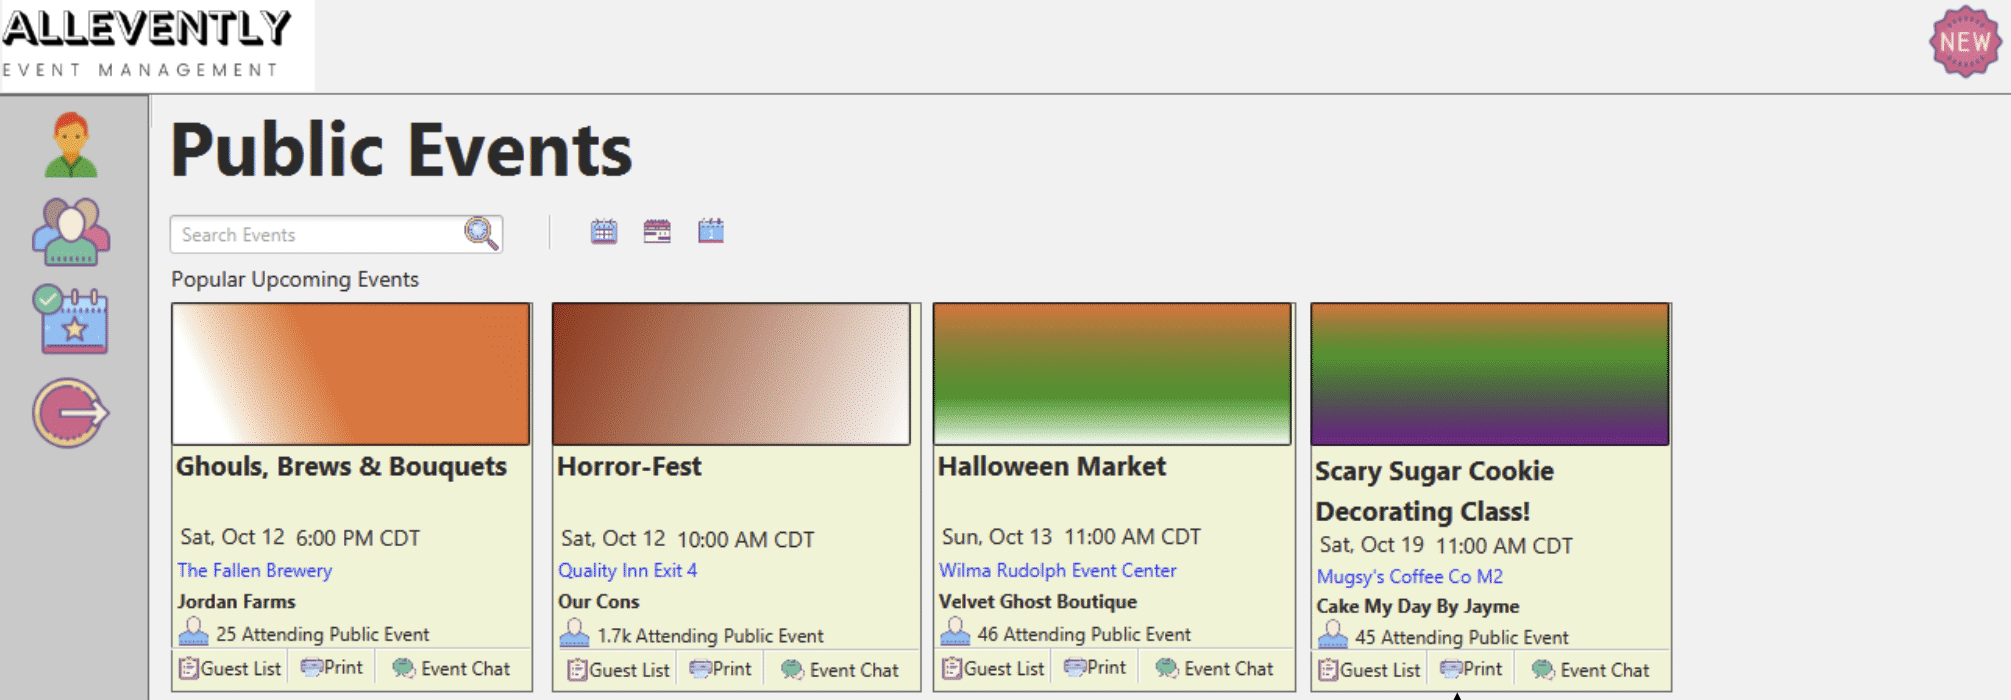 ALLEVENTLY
EVENT MANAGEMENT
NEW
Public Events
Search Events
1
Popular Upcoming Events
Ghouls, Brews & Bouquets
Sat, Oct 12 6:00 PM CDT
The Fallen Brewery
Jordan Farms
25 Attending Public Event
Guest List Print Event Chat
Horror-Fest
Sat, Oct 12 10:00 AM CDT
Quality Inn Exit 4
Our Cons
1.7k Attending Public Event
Guest List Print Event Chat
Halloween Market
Sun, Oct 13 11:00 AM CDT
Wilma Rudolph Event Center
Velvet Ghost Boutique
46 Attending Public Event
Guest List Print Event Chat
Scary Sugar Cookie
Decorating Class!
Sat, Oct 19 11:00 AM CDT
Mugsy's Coffee Co M2
Cake My Day By Jayme
45 Attending Public Event
Guest List Print Event Chat